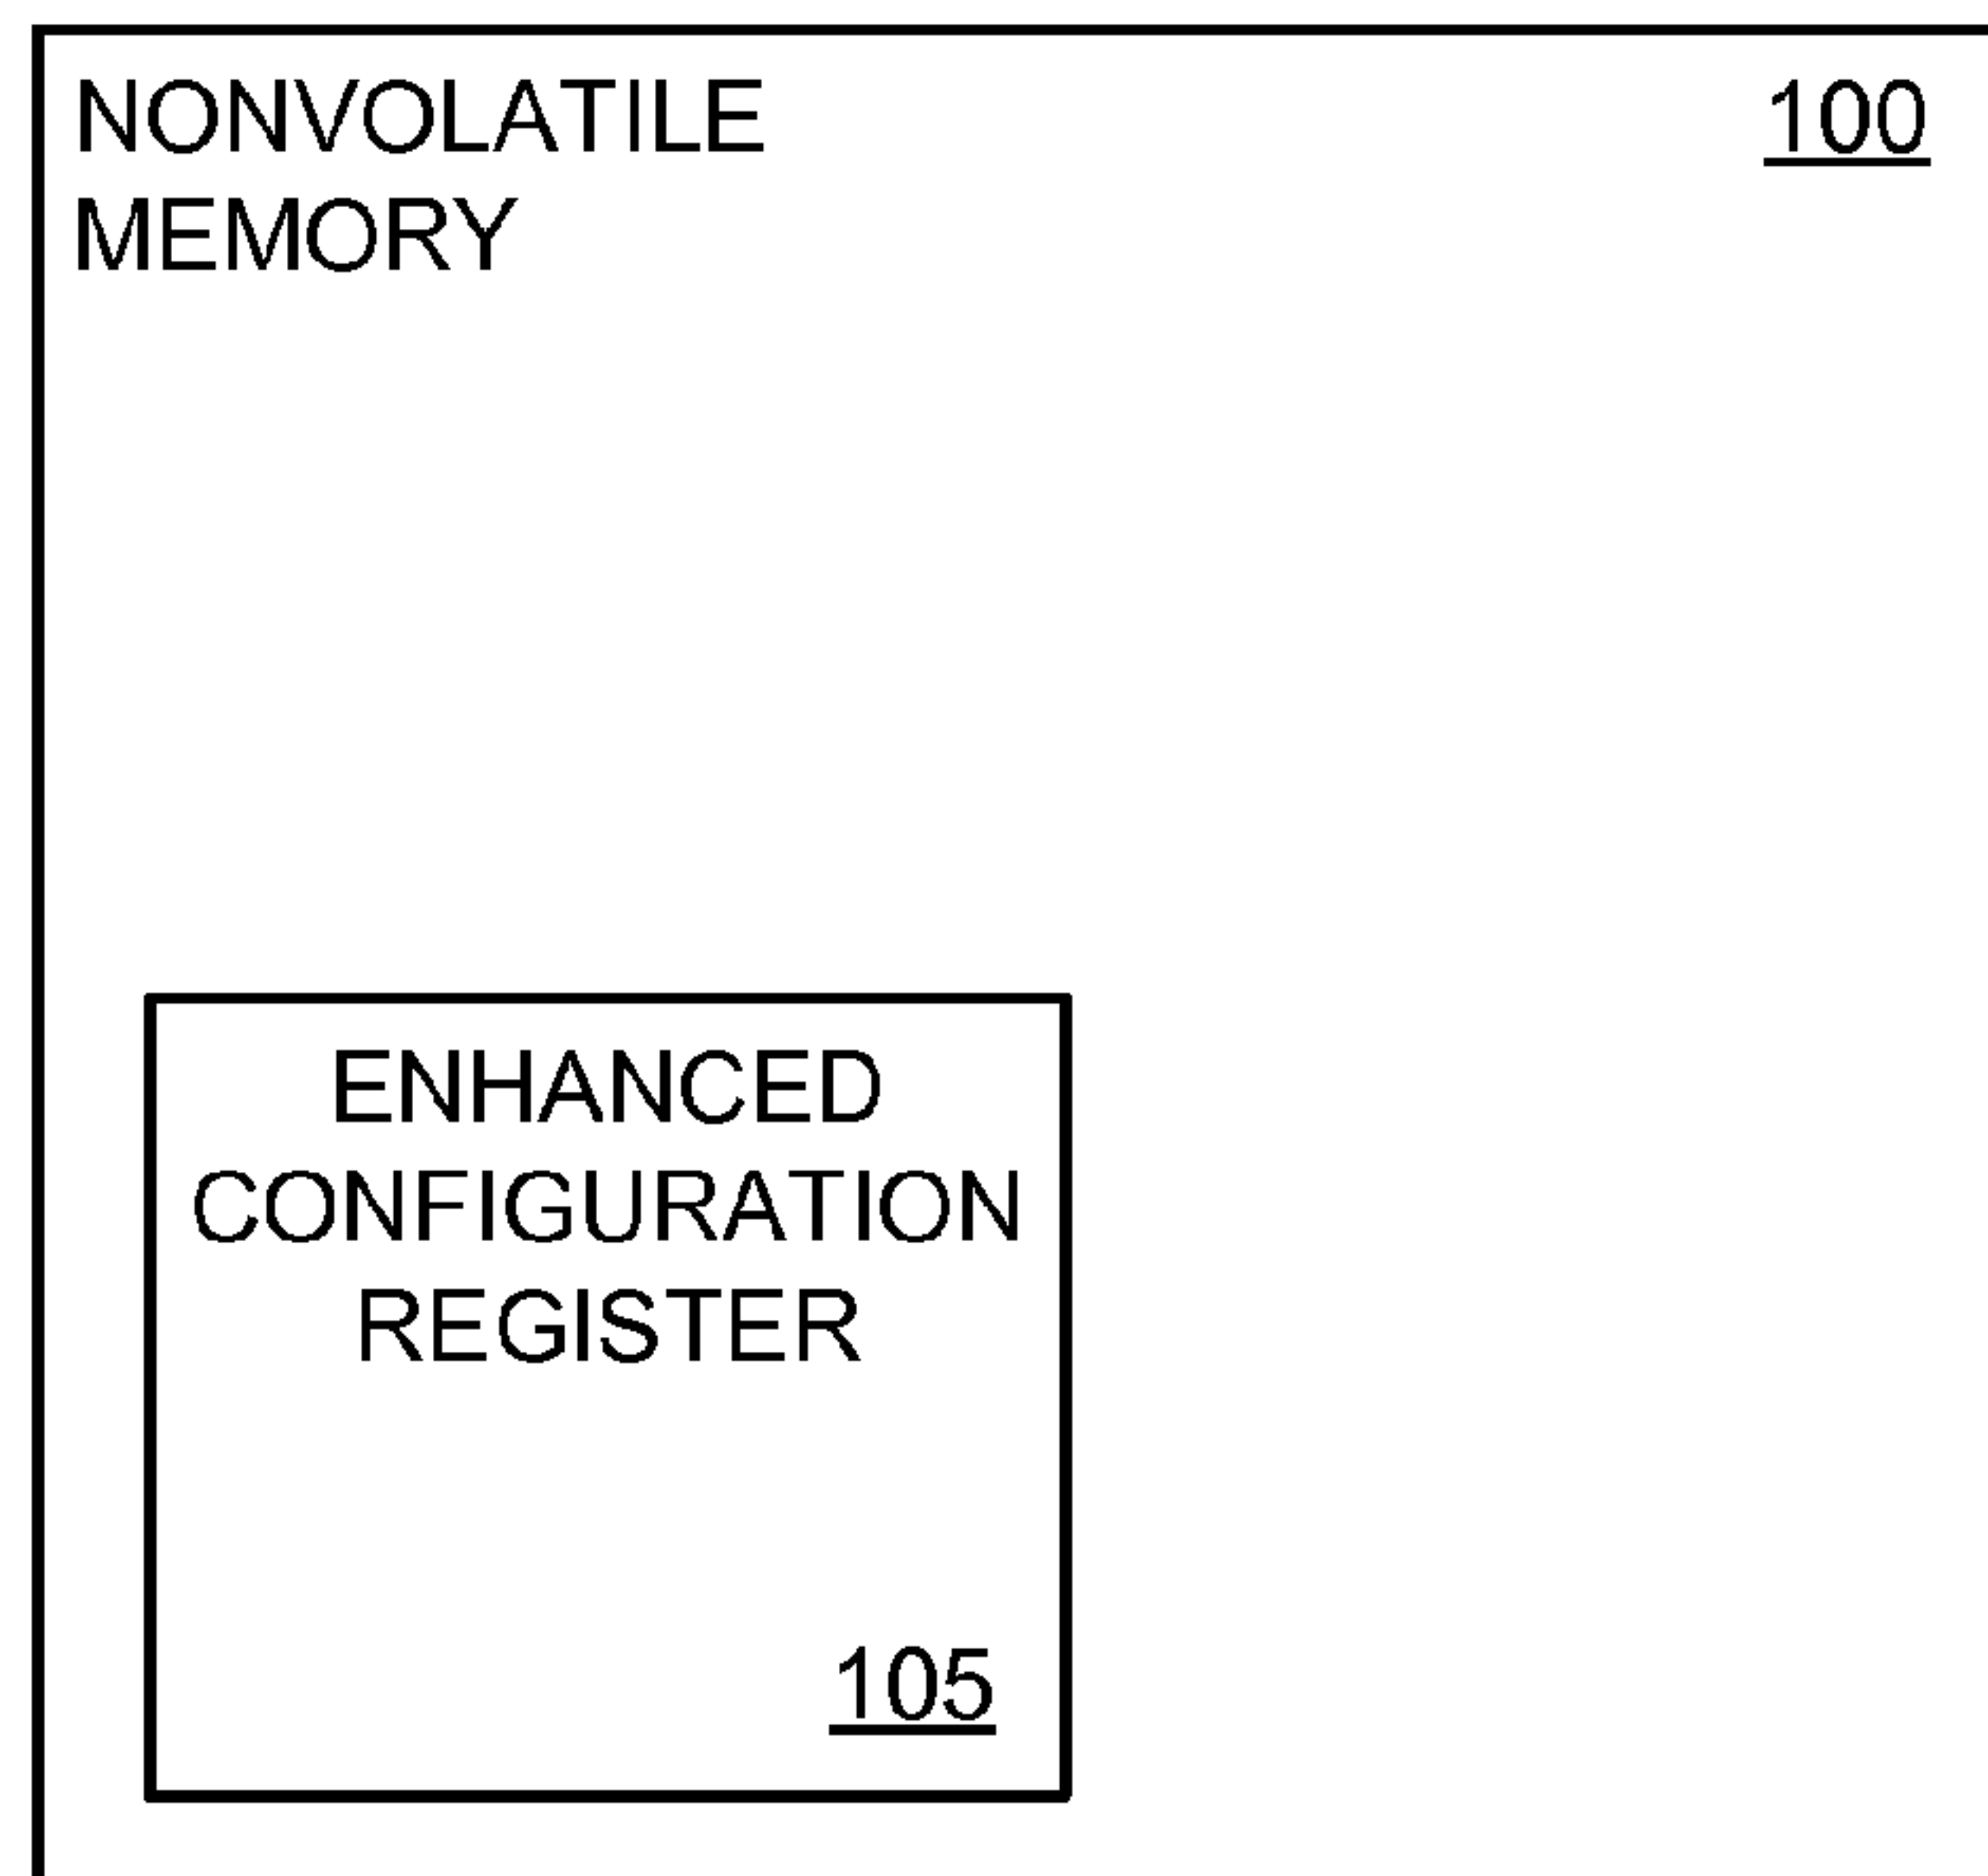 NONVOLATILE
MEMORY
100
ENHANCED
CONFIGURATION
REGISTER
105